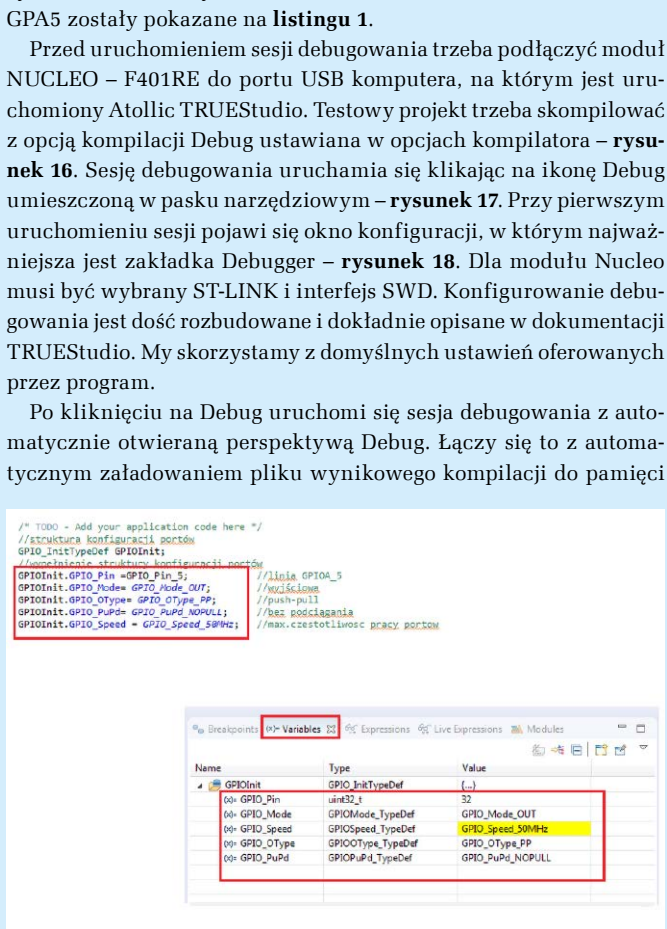 GPA5 zostały pokazane na listingu 1.
Przed uruchomieniem sesji debugowania trzeba podłączyć moduł
NUCLEO – F401RE do portu USB komputera, na którym jest uru-
chomiony Atollic TRUEStudio. Testowy projekt trzeba skompilować
z opcją kompilacji Debug ustawiana w opcjach kompilatora – rysu-
nek 16. Sesję debugowania uruchamia się klikając na ikonę Debug
umieszczoną w pasku narzędziowym – rysunek 17. Przy pierwszym
uruchomieniu sesji pojawi się okno konfiguracji, w którym najważ-
niejsza jest zakładka Debugger – rysunek 18. Dla modułu Nucleo
musi być wybrany ST-LINK i interfejs SWD. Konfigurowanie debu-
gowania jest dość rozbudowane i dokładnie opisane w dokumentacji
TRUEStudio. My skorzystamy z domyślnych ustawień oferowanych
przez program.
Po kliknięciu na Debug uruchomi się sesja debugowania z auto-
matycznie otwieraną perspektywą Debug. Łączy się to z automa-
tycznym załadowaniem pliku wynikowego kompilacji do pamięci
/* TODO - Add your application code here */
//struktura konfiguracji portów
GPIO_InitTypeDef GPIOInit;
//wypełnienie struktury konfiguracji portów
GPIOInit.GPIO_Pin =GPIO_Pin_5; //linia GPIOA_5
GPIOInit.GPIO_Mode= GPIO_Mode_OUT; //wyjściowa
GPIOInit.GPIO_OType= GPIO_OType_PP; //push-pull
GPIOInit.GPIO_PuPd= GPIO_PuPd_NOPULL; //bez podciągania
GPIOInit.GPIO_Speed = GPIO_Speed_50MHz; //max.czestotliwosc pracy portow
Breakpoints (x)= Variables Expressions Live Expressions Modules
Name Type Value
GPIOInit GPIO_InitTypeDef {...}
(x)= GPIO_Pin uint32_t 32
(x)= GPIO_Mode GPIOMode_TypeDef GPIO_Mode_OUT
(x)= GPIO_Speed GPIOSpeed_TypeDef GPIO_Speed_50MHz
(x)= GPIO_OType GPIOOType_TypeDef GPIO_OType_PP
(x)= GPIO_PuPd GPIOPuPd_TypeDef GPIO_PuPd_NOPULL